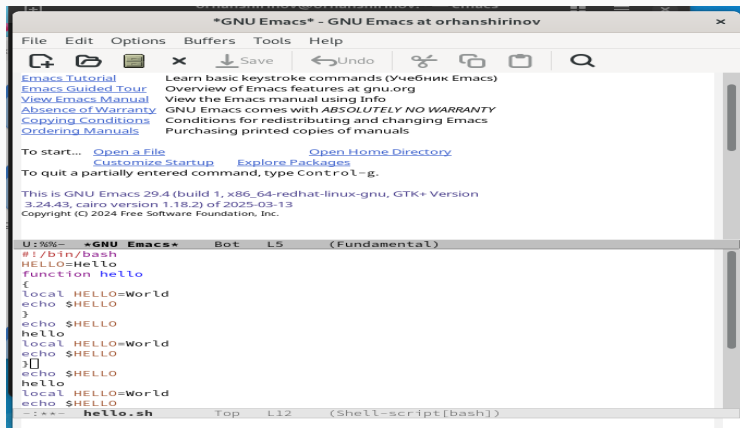 *GNU Emacs* - GNU Emacs at orhanshirinov
File Edit Options Buffers Tools Help
Save Undo
Emacs Tutorial Learn basic keystroke commands (Учебник Emacs)
Emacs Guided Tour Overview of Emacs features at gnu.org
View Emacs Manual View the Emacs manual using Info
Absence of Warranty GNU Emacs comes with ABSOLUTELY NO WARRANTY
Copying Conditions Conditions for redistributing and changing Emacs
Ordering Manuals Purchasing printed copies of manuals
To start... Open a File Open Home Directory
Customize Startup Explore Packages
To quit a partially entered command, type Control-g.
This is GNU Emacs 29.4 (build 1, x86_64-redhat-linux-gnu, GTK+ Version
3.24.43, cairo version 1.18.2) of 2025-03-13
Copyright (C) 2024 Free Software Foundation, Inc.
U:%%- *GNU Emacs* Bot L5 (Fundamental)
#!/bin/bash
HELLO=Hello
function hello
{
local HELLO=World
echo $HELLO
}
echo $HELLO
hello
local HELLO=World
echo $HELLO
}
echo $HELLO
hello
local HELLO=World
echo $HELLO
-:**- hello.sh Top L12 (Shell-script[bash])